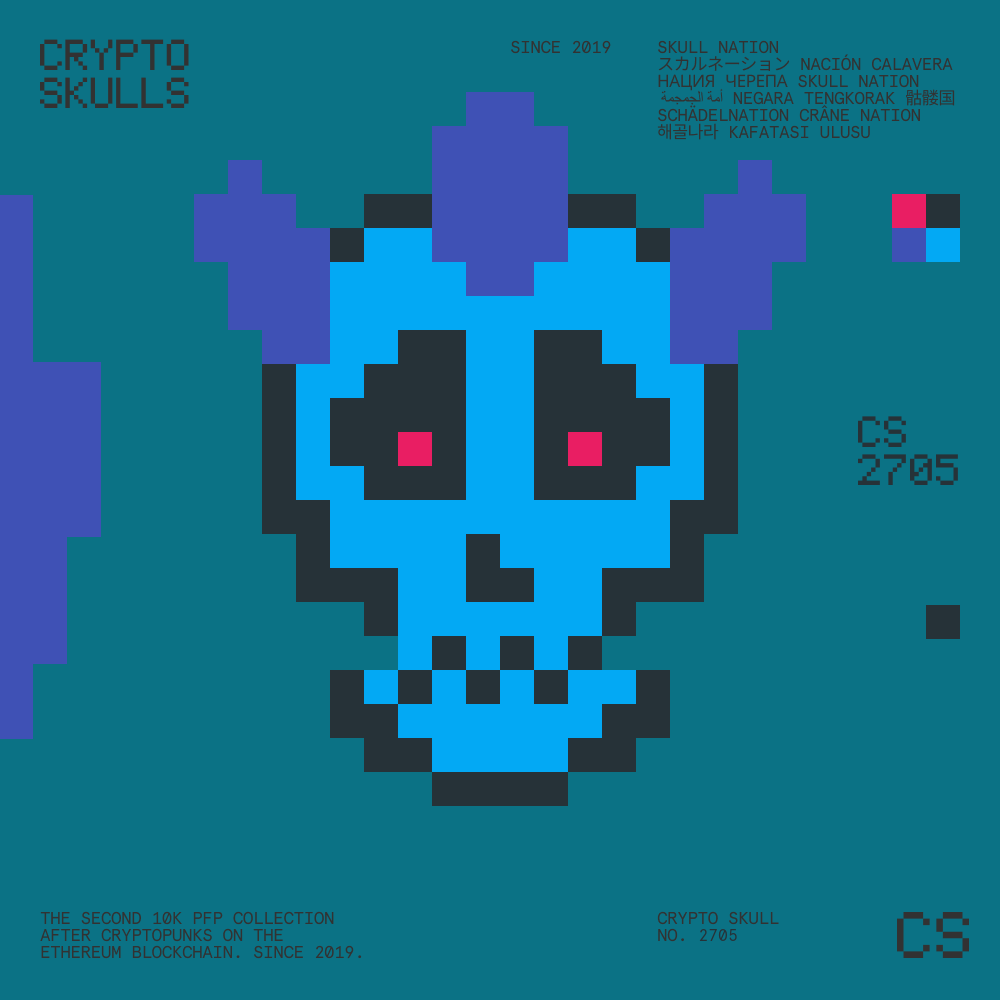 CRYPTO
SKULLS
SINCE 2019
SKULL NATION
スカルネーション NACIÓN CALAVERA
НАЦИЯ ЧЕРЕПА SKULL NATION
أمة الجمجمة NEGARA TENGKORAK 骷髅国
SCHÄDELNATION CRÂNE NATION
해골나라 KAFATASI ULUSU
CS
2705
THE SECOND 10K PFP COLLECTION
AFTER CRYPTOPUNKS ON THE
ETHEREUM BLOCKCHAIN. SINCE 2019.
CRYPTO SKULL
NO. 2705
CS